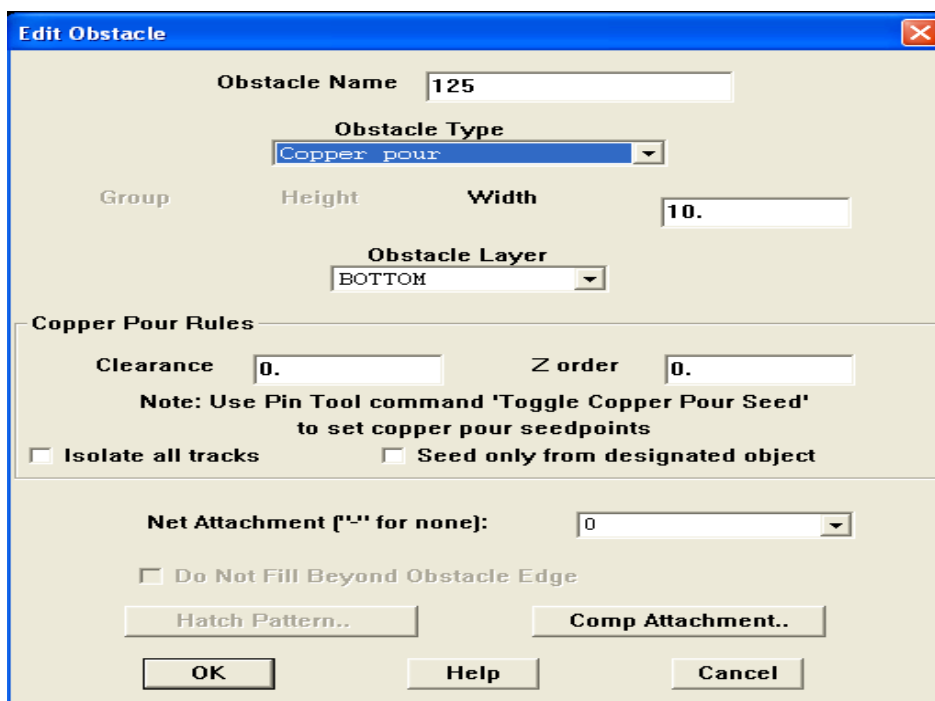 Edit Obstacle
Obstacle Name 125
Obstacle Type
Copper pour
Group Height Width 10.
Obstacle Layer
BOTTOM
Copper Pour Rules
Clearance 0. Z order 0.
Note: Use Pin Tool command 'Toggle Copper Pour Seed'
to set copper pour seedpoints
Isolate all tracks Seed only from designated object
Net Attachment ("-" for none): 0
Do Not Fill Beyond Obstacle Edge
Hatch Pattern.. Comp Attachment..
OK Help Cancel